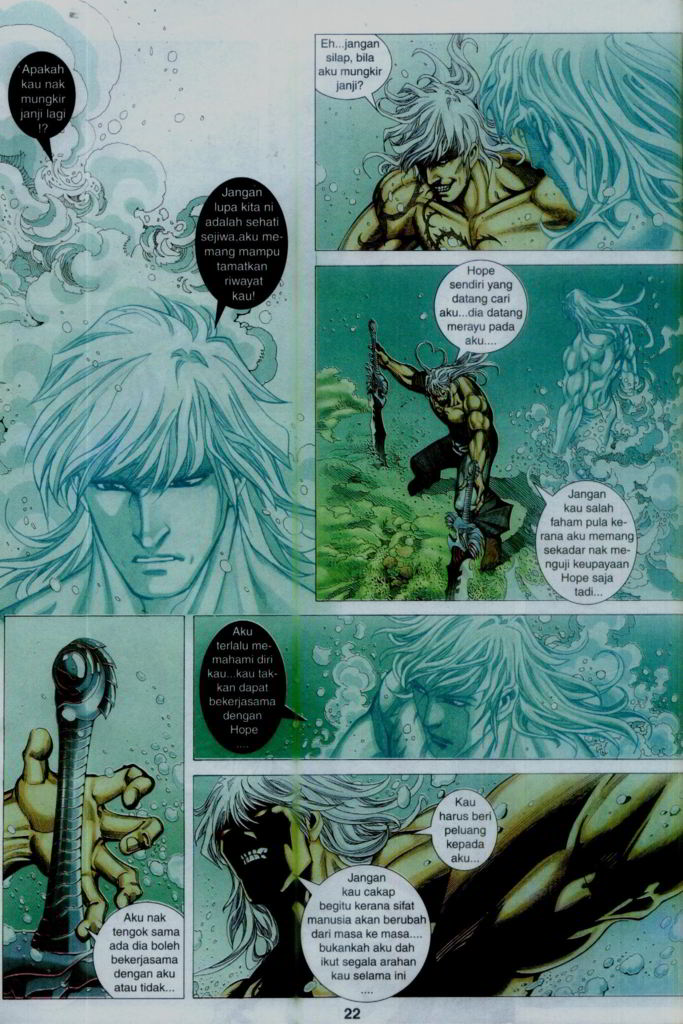 Apakah
kau nak
mungkir
janji lagi
!?
Jangan
lupa kita ni
adalah sehati
sejiwa,aku me-
mang mampu
tamatkan
riwayat
kau!
Eh...jangan
silap, bila
aku mungkir
janji?
Hope
sendiri yang
datang cari
aku...dia datang
merayu pada
aku....
Jangan
kau salah
faham pula ke-
rana aku memang
sekadar nak me-
nguji keupayaan
Hope saja
tadi...
Aku nak
tengok sama
ada dia boleh
bekerjasama
dengan aku
atau tidak...
Aku
terlalu me-
mahami diri
kau...kau tak-
kan dapat
bekerjasama
dengan
Hope
....
Kau
harus beri
peluang
kepada
aku...
Jangan
kau cakap
begitu kerana sifat
manusia akan berubah
dari masa ke masa....
bukankah aku dah
ikut segala arahan
kau selama ini
....
22